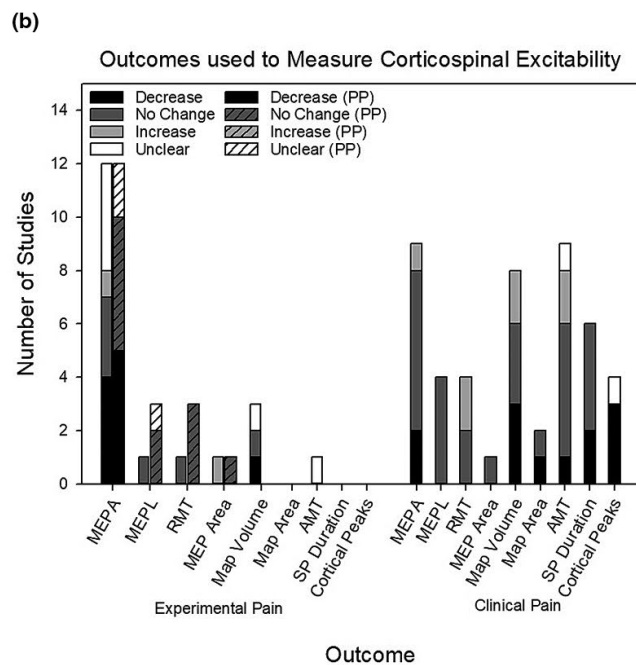 (b)
Outcomes used to Measure Corticospinal Excitability
Decrease
No Change
Increase
Unclear
Decrease (PP)
No Change (PP)
Increase (PP)
Unclear (PP)
Number of Studies
14
12
10
8
6
4
2
0
MEPA
MEPL
RMT
MEP Area
Map Volume
Map Area
AMT
SP Duration
Cortical Peaks
MEPA
MEPL
RMT
MEP Area
Map Volume
Map Area
AMT
SP Duration
Cortical Peaks
Experimental Pain
Clinical Pain
Outcome